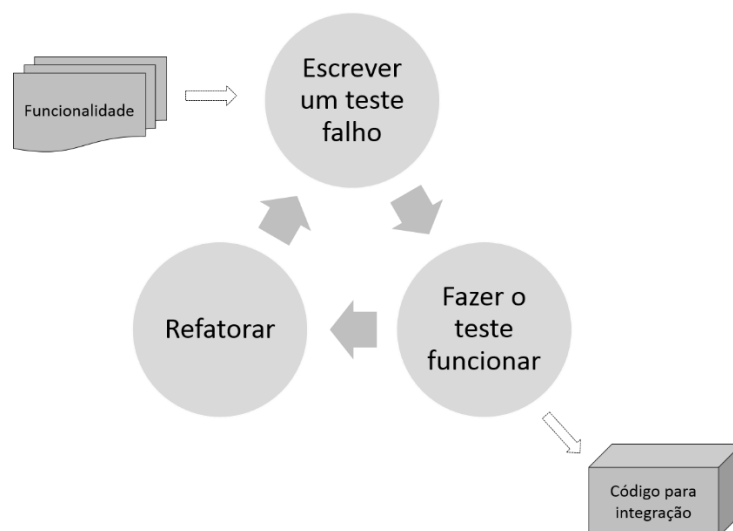 Funcionalidade
Escrever
um teste
falho
Refatorar
Fazer o
teste
funcionar
Código para
integração